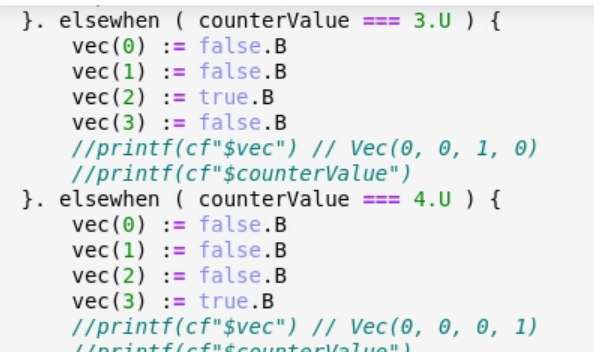 }. elsewhen ( counterValue === 3.U ) {
vec(0) := false.B
vec(1) := false.B
vec(2) := true.B
vec(3) := false.B
//printf(cf"$vec") // Vec(0, 0, 1, 0)
//printf(cf"$counterValue")
}. elsewhen ( counterValue === 4.U ) {
vec(0) := false.B
vec(1) := false.B
vec(2) := false.B
vec(3) := true.B
//printf(cf"$vec") // Vec(0, 0, 0, 1)
//printf(cf"$counterValue")